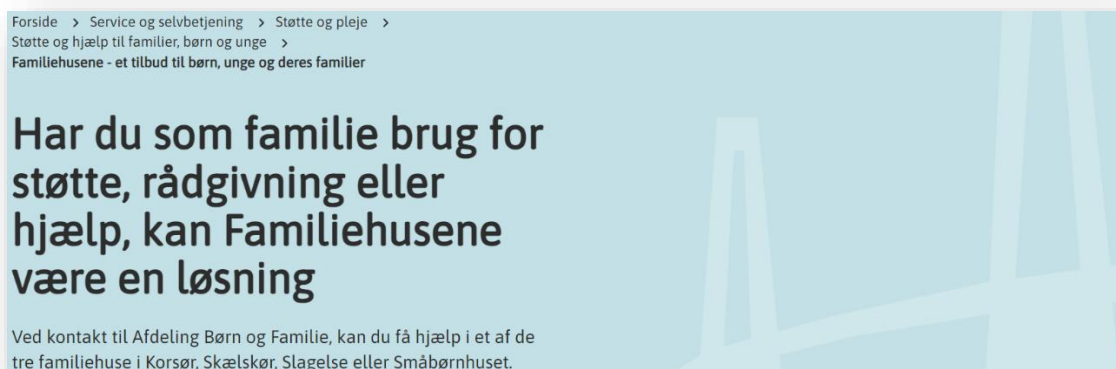 Forside > Service og selvbetjening > Støtte og pleje >
Støtte og hjælp til familier, børn og unge >
Familiehusene - et tilbud til børn, unge og deres familier
Har du som familie brug for
støtte, rådgivning eller
hjælp, kan Familiehusene
være en løsning
Ved kontakt til Afdeling Børn og Familie, kan du få hjælp i et af de
tre familiehuse i Korsør, Skælskør, Slagelse eller Småbørnhuset.